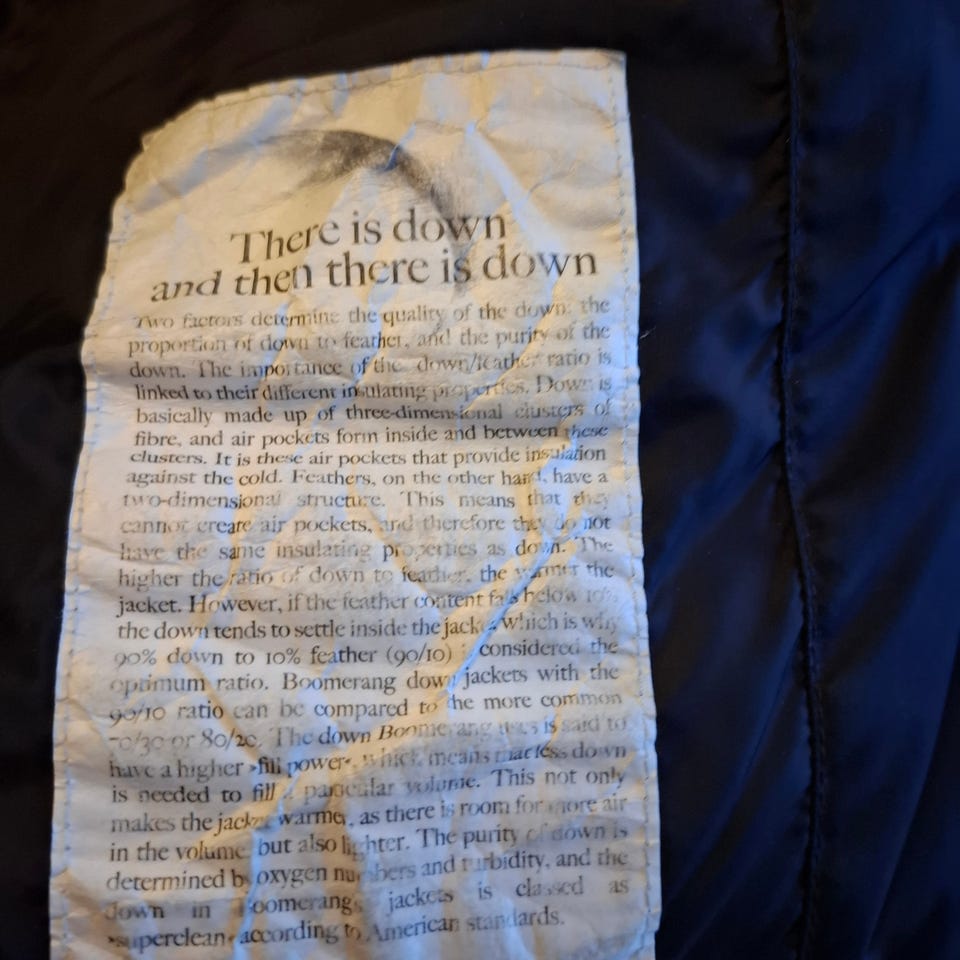 There is down
and then there is down
Two factors determine the quality of the down: the
proportion of down to feather, and the purity of the
down. The importance of the down/feather ratio is
linked to their different insulating properties. Down is
basically made up of three-dimensional clusters of
fibre, and air pockets form inside and between these
clusters. It is these air pockets that provide insulation
against the cold. Feathers, on the other hand, have a
two-dimensional structure. This means that they
cannot create air pockets, and therefore they do not
have the same insulating properties as down. The
higher the ratio of down to feather, the warmer the
jacket. However, if the feather content falls below 10%
the down tends to settle inside the jacket which is why
90% down to 10% feather (90/10) is considered the
optimum ratio. Boomerang down jackets with the
90/10 ratio can be compared to the more common
70/30 or 80/20. The down Boomerang uses is said to
have a higher »fill power«, which means that less down
is needed to fill a particular volume. This not only
makes the jacket warmer, as there is room for more air
in the volume but also lighter. The purity of down is
determined by oxygen numbers and turbidity, and the
down in Boomerangs jackets is classed as
»superclean« according to American standards.